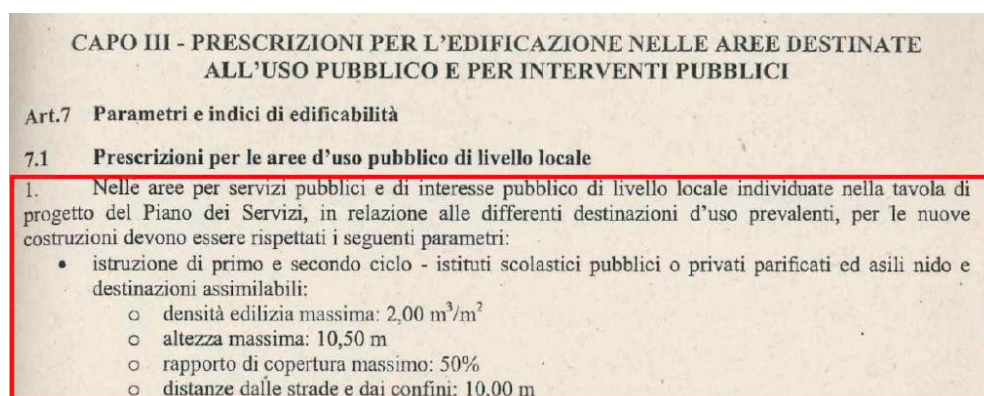 CAPO III - PRESCRIZIONI PER L'EDIFICAZIONE NELLE AREE DESTINATE
ALL'USO PUBBLICO E PER INTERVENTI PUBBLICI
Art.7 Parametri e indici di edificabilità
7.1 Prescrizioni per le aree d'uso pubblico di livello locale
1. Nelle aree per servizi pubblici e di interesse pubblico di livello locale individuate nella tavola di
progetto del Piano dei Servizi, in relazione alle differenti destinazioni d'uso prevalenti, per le nuove
costruzioni devono essere rispettati i seguenti parametri:
• istruzione di primo e secondo ciclo - istituti scolastici pubblici o privati parificati ed asili nido e
destinazioni assimilabili:
o densità edilizia massima: 2,00 m³/m²
o altezza massima: 10,50 m
o rapporto di copertura massimo: 50%
o distanze dalle strade e dai confini: 10,00 m